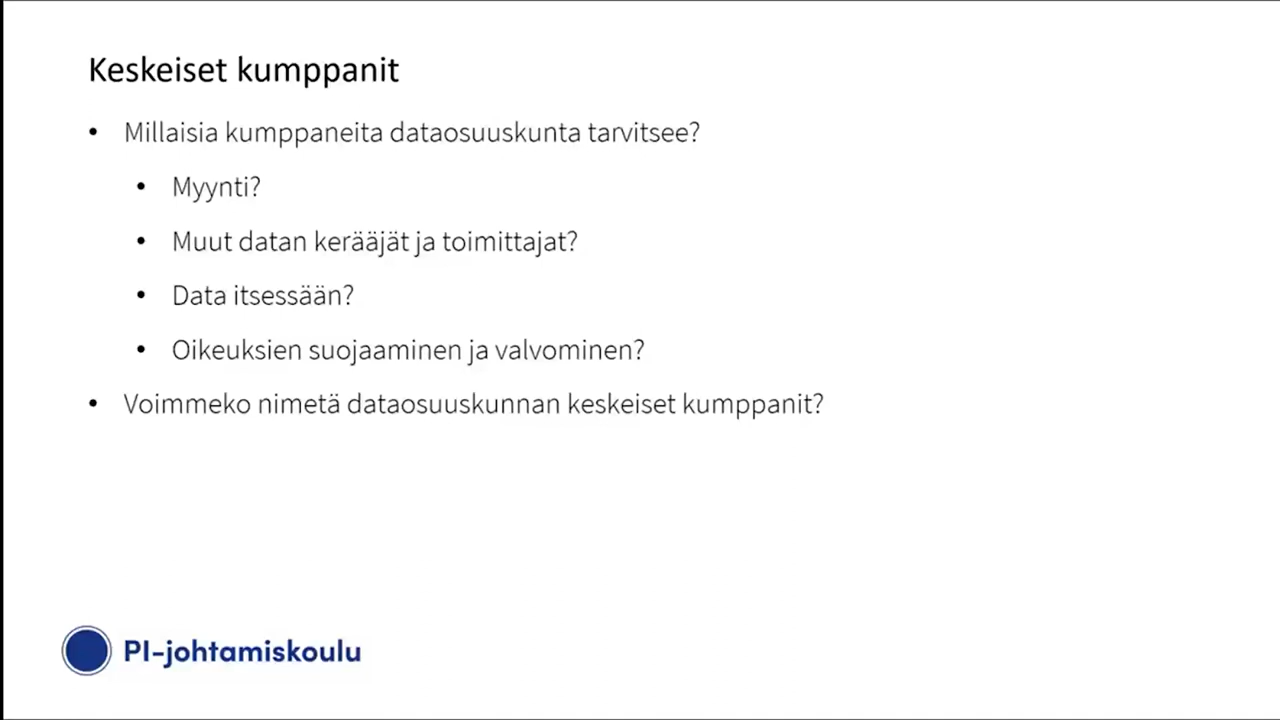 Keskeiset kumppanit
• Millaisia kumppaneita dataosuuskunta tarvitsee?
• Myynti?
• Muut datan kerääjät ja toimittajat?
• Data itsessään?
• Oikeuksien suojaaminen ja valvominen?
• Voimmeko nimetä dataosuuskunnan keskeiset kumppanit?
PI-johtamiskoulu